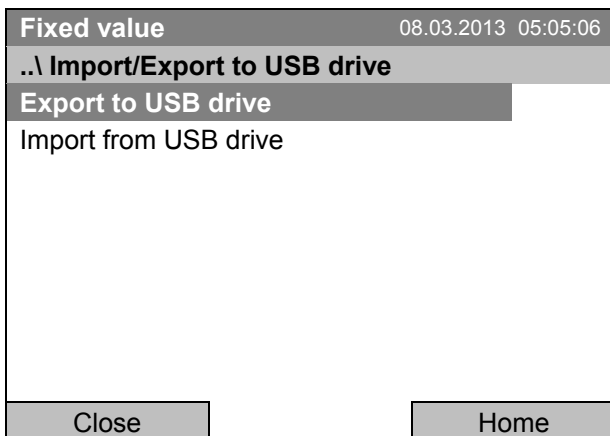 Fixed value 08.03.2013 05:05:06
..\ Import/Export to USB drive
Export to USB drive
Import from USB drive
Close Home